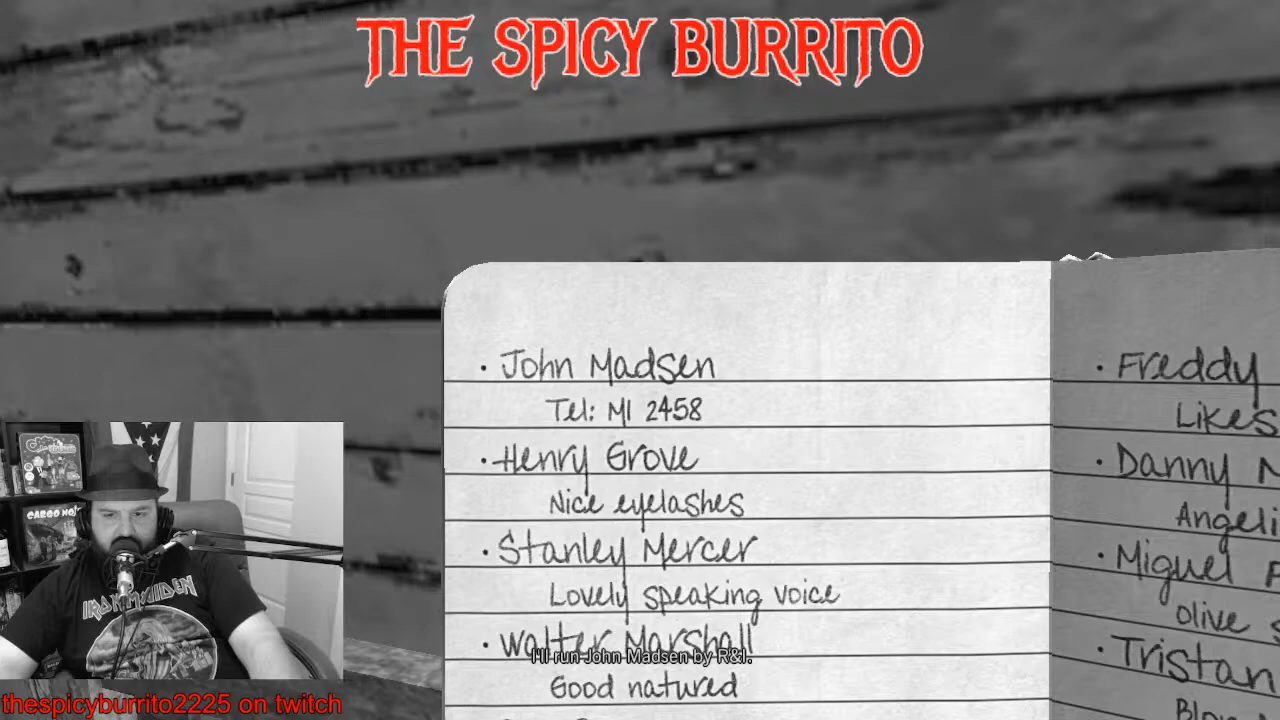 THE SPICY BURRITO
· John Madsen
Tel: MI 2458
· Henry Grove
Nice eyelashes
· Stanley Mercer
Lovely speaking voice
· Walter Marshall
Good natured
· Freddy
Likes
· Danny
Angeli
· Miguel
olive
· Tristan
I'll run John Madsen by R&I.
IRON MAIDEN
thespicyburrito2225 on twitch